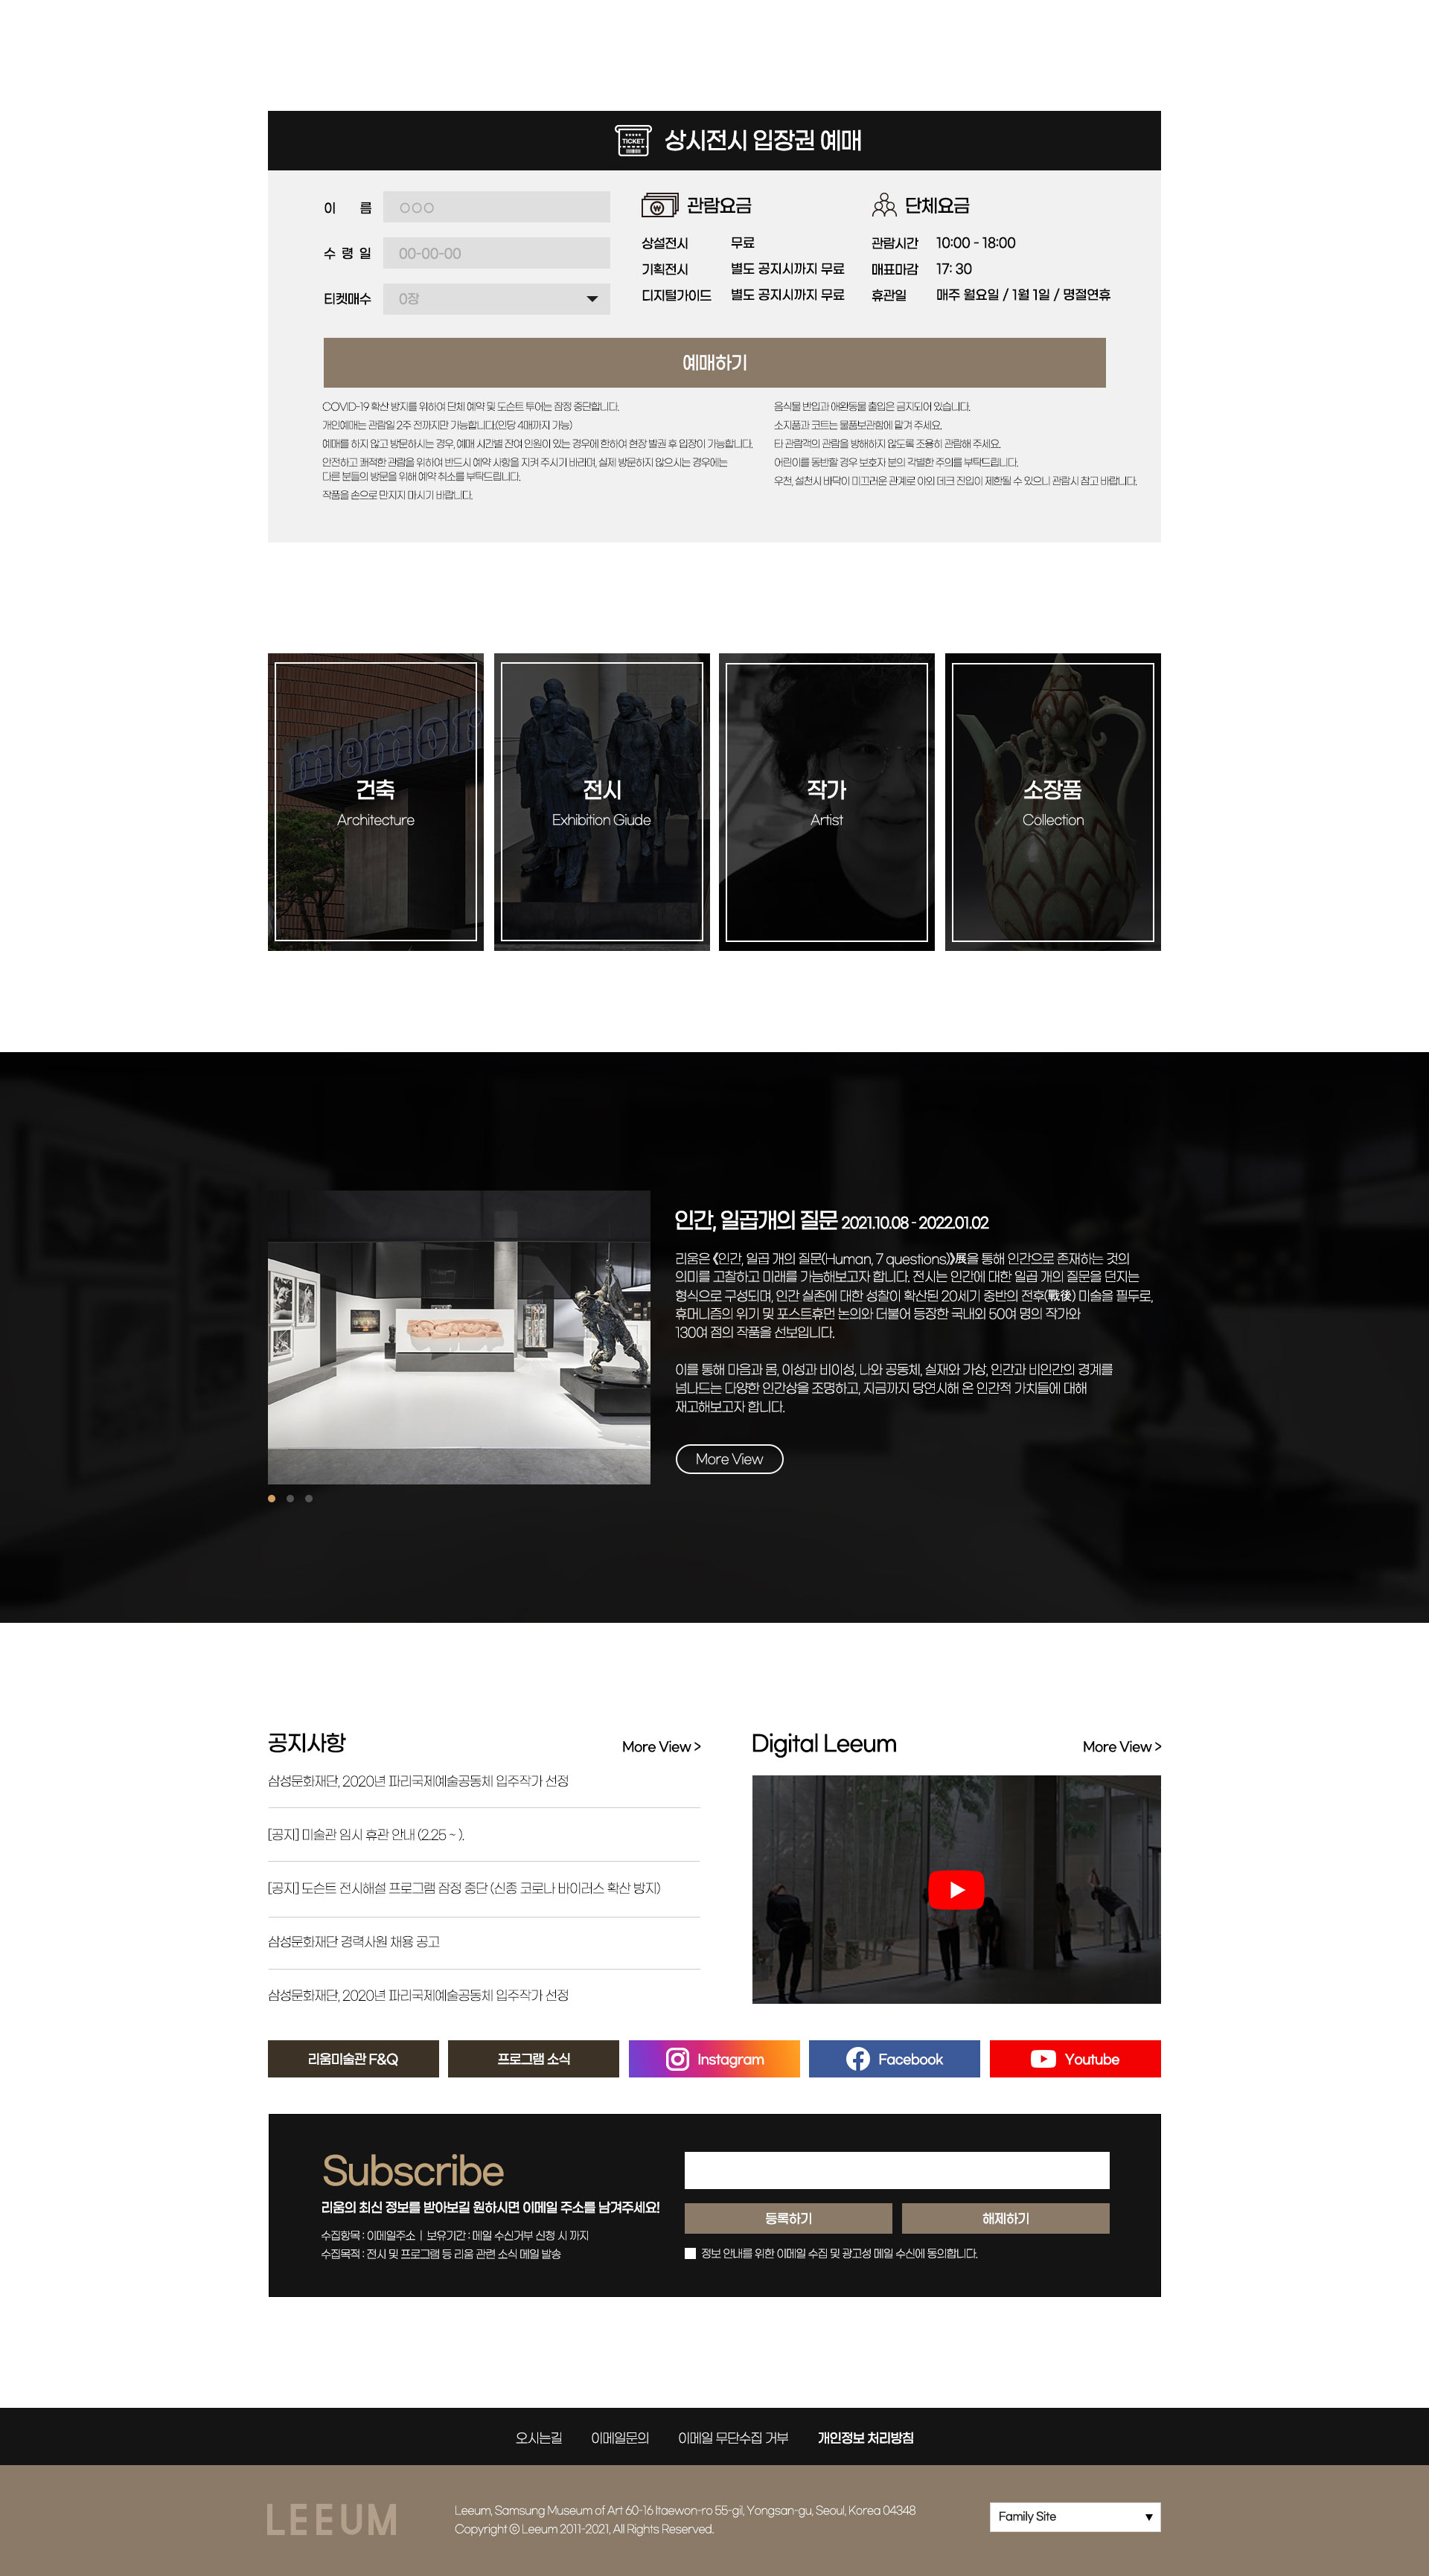 TICKET
상시전시 입장권 예매
이 름
○○○
수 령 일
00-00-00
티켓매수
0장
관람요금
상설전시 무료
기획전시 별도 공지시까지 무료
디지털가이드 별도 공지시까지 무료
단체요금
관람시간 10:00 - 18:00
매표마감 17: 30
휴관일 매주 월요일 / 1월 1일 / 명절연휴
예매하기
COVID-19 확산 방지를 위하여 단체 예약 및 도슨트 투어는 잠정 중단합니다.
개인예매는 관람일 2주 전까지만 가능합니다.(인당 4매까지 가능)
예매를 하지 않고 방문하시는 경우, 예매 시간별 잔여 인원이 있는 경우에 한하여 현장 발권 후 입장이 가능합니다.
안전하고 쾌적한 관람을 위하여 반드시 예약 사항을 지켜 주시기 바라며, 실제 방문하지 않으시는 경우에는
다른 분들의 방문을 위해 예약 취소를 부탁드립니다.
작품을 손으로 만지지 마시기 바랍니다.
음식물 반입과 애완동물 출입은 금지되어 있습니다.
소지품과 코트는 물품보관함에 맡겨 주세요.
타 관람객의 관람을 방해하지 않도록 조용히 관람해 주세요.
어린이를 동반할 경우 보호자 분의 각별한 주의를 부탁드립니다.
우천, 설천시 바닥이 미끄러운 관계로 야외 데크 진입이 제한될 수 있으니 관람시 참고 바랍니다.
memor
건축
Architecture
전시
Exhibition Giude
작가
Artist
소장품
Collection
인간, 일곱개의 질문 2021.10.08 - 2022.01.02
리움은 《인간, 일곱 개의 질문(Human, 7 questions)》展을 통해 인간으로 존재하는 것의
의미를 고찰하고 미래를 가늠해보고자 합니다. 전시는 인간에 대한 일곱 개의 질문을 던지는
형식으로 구성되며, 인간 실존에 대한 성찰이 확산된 20세기 중반의 전후(戰後) 미술을 필두로,
휴머니즘의 위기 및 포스트휴먼 논의와 더불어 등장한 국내외 50여 명의 작가와
130여 점의 작품을 선보입니다.
이를 통해 마음과 몸, 이성과 비이성, 나와 공동체, 실재와 가상, 인간과 비인간의 경계를
넘나드는 다양한 인간상을 조명하고, 지금까지 당연시해 온 인간적 가치들에 대해
재고해보고자 합니다.
More View
공지사항
More View >
삼성문화재단, 2020년 파리국제예술공동체 입주작가 선정
[공지] 미술관 임시 휴관 안내 (2.25 ~ ).
[공지] 도슨트 전시해설 프로그램 잠정 중단 (신종 코로나 바이러스 확산 방지)
삼성문화재단 경력사원 채용 공고
삼성문화재단, 2020년 파리국제예술공동체 입주작가 선정
Digital Leeum
More View >
리움미술관 F&Q
프로그램 소식
Instagram
Facebook
Youtube
Subscribe
리움의 최신 정보를 받아보길 원하시면 이메일 주소를 남겨주세요!
수집항목 : 이메일주소 | 보유기간 : 메일 수신거부 신청 시 까지
수집목적 : 전시 및 프로그램 등 리움 관련 소식 메일 발송
등록하기
해제하기
정보 안내를 위한 이메일 수집 및 광고성 메일 수신에 동의합니다.
오시는길 이메일문의 이메일 무단수집 거부 개인정보 처리방침
LEEUM
Leeum, Samsung Museum of Art 60-16 Itaewon-ro 55-gil, Yongsan-gu, Seoul, Korea 04348
Copyright ⓒ Leeum 2011-2021, All Rights Reserved.
Family Site